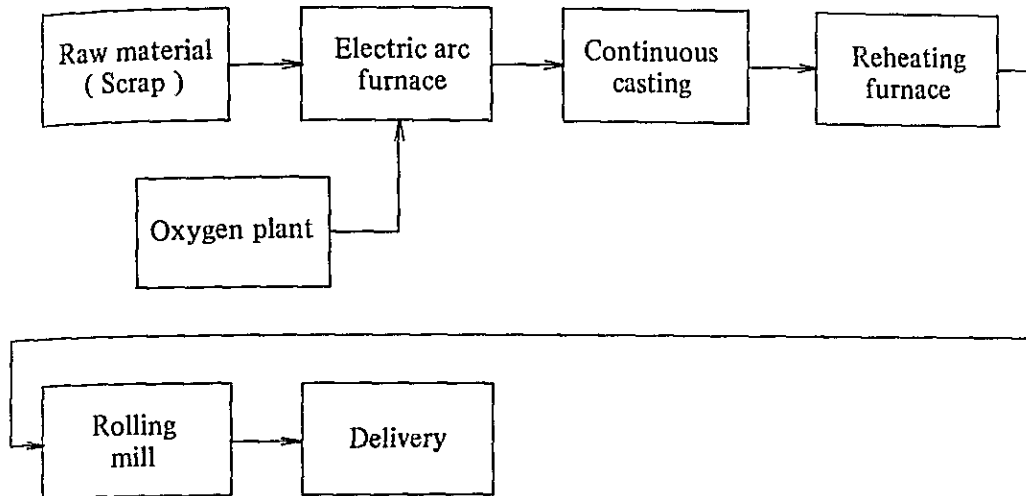 Raw material
( Scrap )
Electric arc
furnace
Continuous
casting
Reheating
furnace
Oxygen plant
Rolling
mill
Delivery